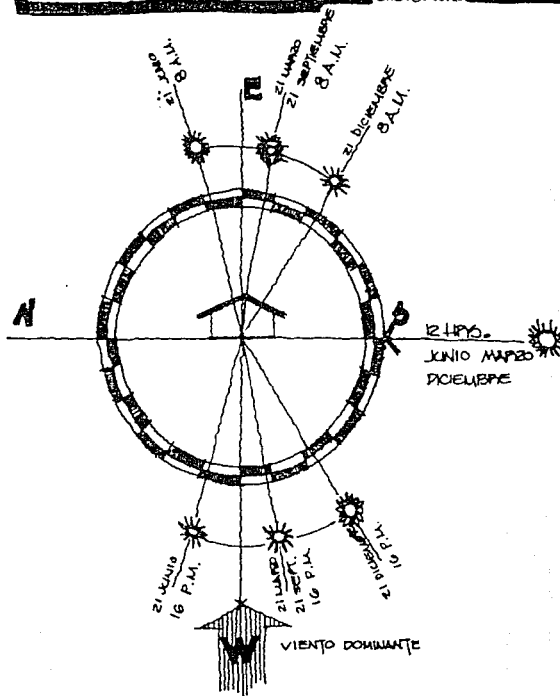 21 JUNIO
8 A.M.
E
21 MARZO
21 SEPTIEMBRE
8 A.M.
21 DICIEMBRE
8 A.M.
N
S
12 HRS.
JUNIO MARZO
DICIEMBRE
21 JUNIO
16 P.M.
21 MARZO
21 SEPT.
16 P.M.
21 DICIEMBRE
16 P.M.
W
VIENTO DOMINANTE